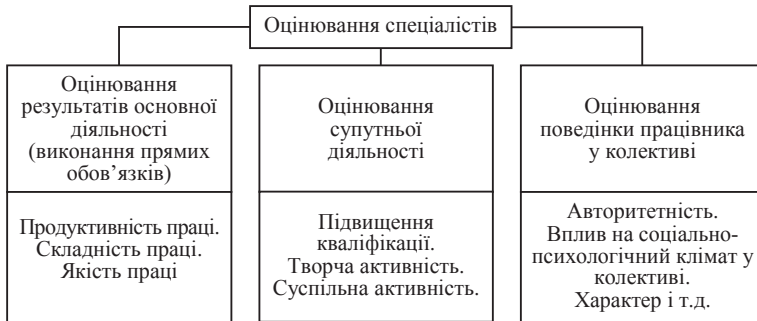 Оцінювання спеціалістів
Оцінювання
результатів основної
діяльності
(виконання прямих
обов’язків)
Оцінювання
супутньої
діяльності
Оцінювання
поведінки працівника
у колективі
Продуктивність праці.
Складність праці.
Якість праці
Підвищення
кваліфікації.
Творча активність.
Суспільна активність.
Авторитетність.
Вплив на соціально-
психологічний клімат у
колективі.
Характер і т.д.